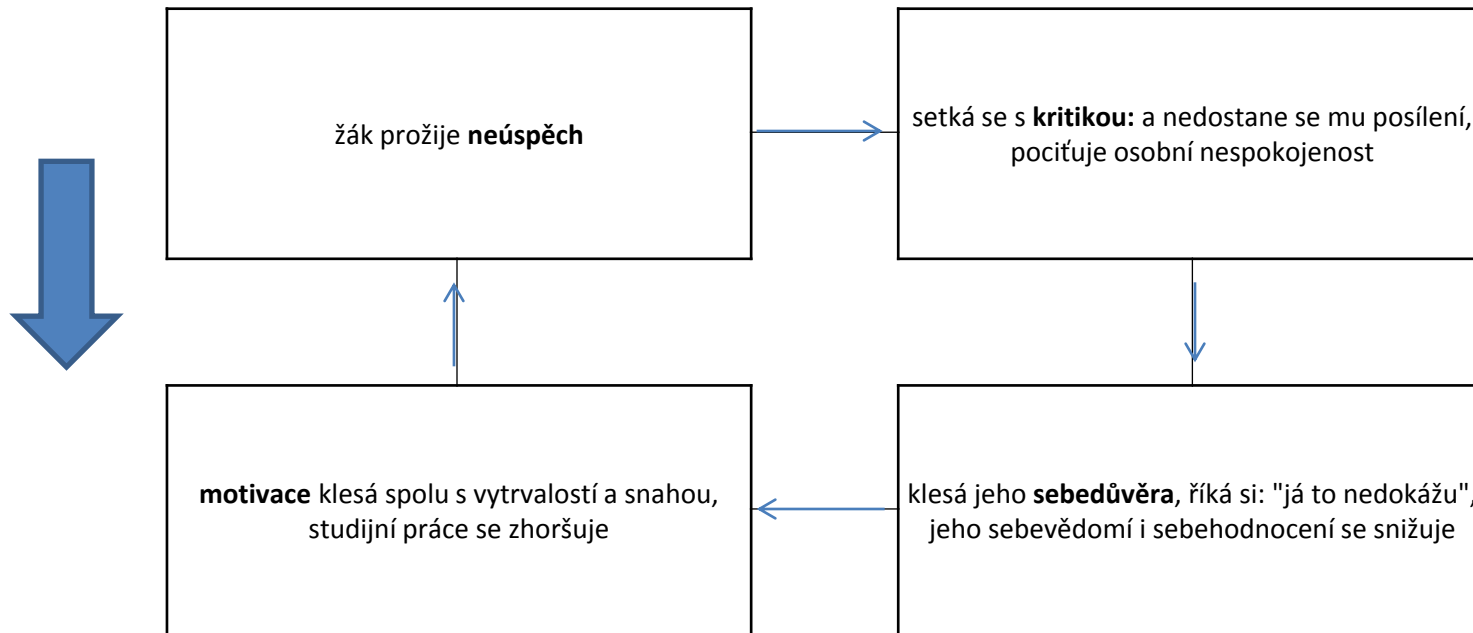 žák prožije neúspěch
setká se s kritikou: a nedostane se mu posílení,
pociťuje osobní nespokojenost
motivace klesá spolu s vytrvalostí a snahou,
studijní práce se zhoršuje
klesá jeho sebedůvěra, říká si: "já to nedokážu",
jeho sebevědomí i sebehodnocení se snižuje